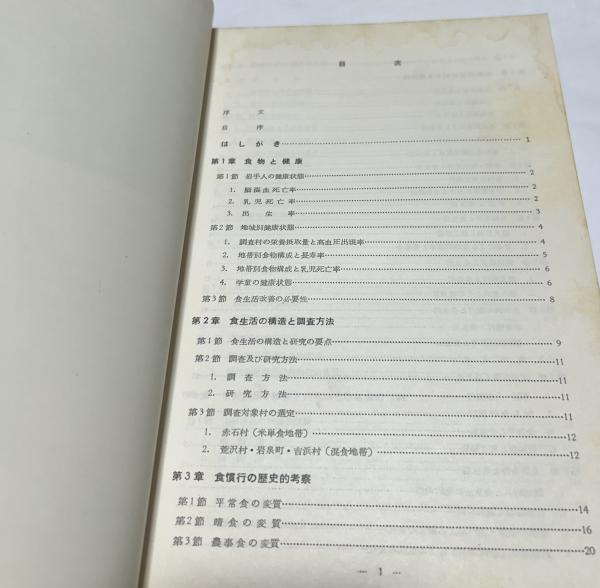 目 次
序 文
自 序
は し が き 1
第1章 食物と健康
第1節 岩手人の健康状態 2
1. 脳溢血死亡率 2
2. 乳児死亡率 2
3. 出 生 率 3
第2節 地域別健康状態 4
1. 調査村の栄養摂取量と高血圧出現率 4
2. 地帯別食物構成と長寿率 5
3. 地帯別食物構成と乳児死亡率 6
4. 学童の健康状態 6
第3節 食生活改善の必要性 8
第2章 食生活の構造と調査方法
第1節 食生活の構造と研究の要点 9
第2節 調査及び研究方法 11
1. 調 査 方 法 11
2. 研 究 方 法 11
第3節 調査対象村の選定 11
1. 赤石村(米単食地帯) 12
2. 荒沢村・岩泉町・吉浜村(混食地帯) 12
第3章 食慣行の歴史的考察
第1節 平常食の変質 14
第2節 晴食の変質 16
第3節 農事食の変質 20
— 1 —